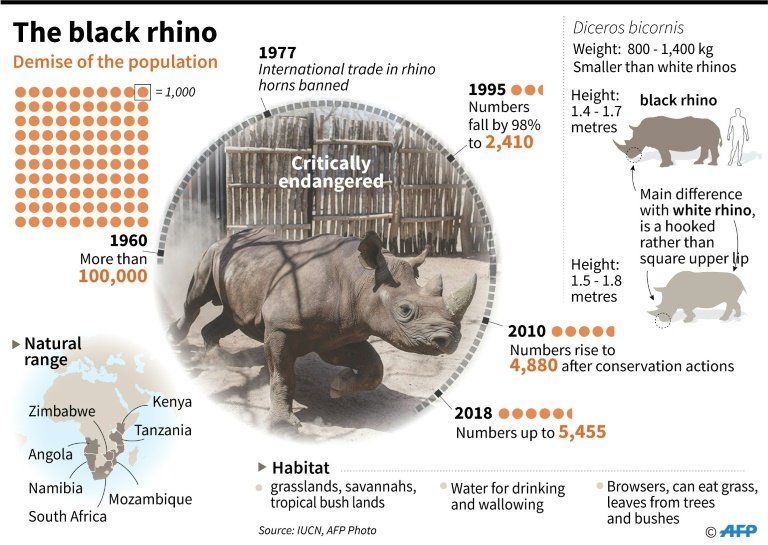 The black rhino
Demise of the population
= 1,000
1960
More than
100,000
1977
International trade in rhino
horns banned
1995
Numbers
fall by 98%
to 2,410
Critically
endangered
2010
Numbers rise to
4,880 after conservation actions
2018
Numbers up to 5,455
Diceros bicornis
Weight: 800 - 1,400 kg
Smaller than white rhinos
Height:
1.4 - 1.7
metres
black rhino
Main difference
with white rhino,
is a hooked
rather than
square upper lip
Height:
1.5 - 1.8
metres
Natural
range
Zimbabwe
Kenya
Tanzania
Angola
Namibia
Mozambique
South Africa
Habitat
grasslands, savannahs,
tropical bush lands
Water for drinking
and wallowing
Browsers, can eat grass,
leaves from trees
and bushes
Source: IUCN, AFP Photo
© AFP